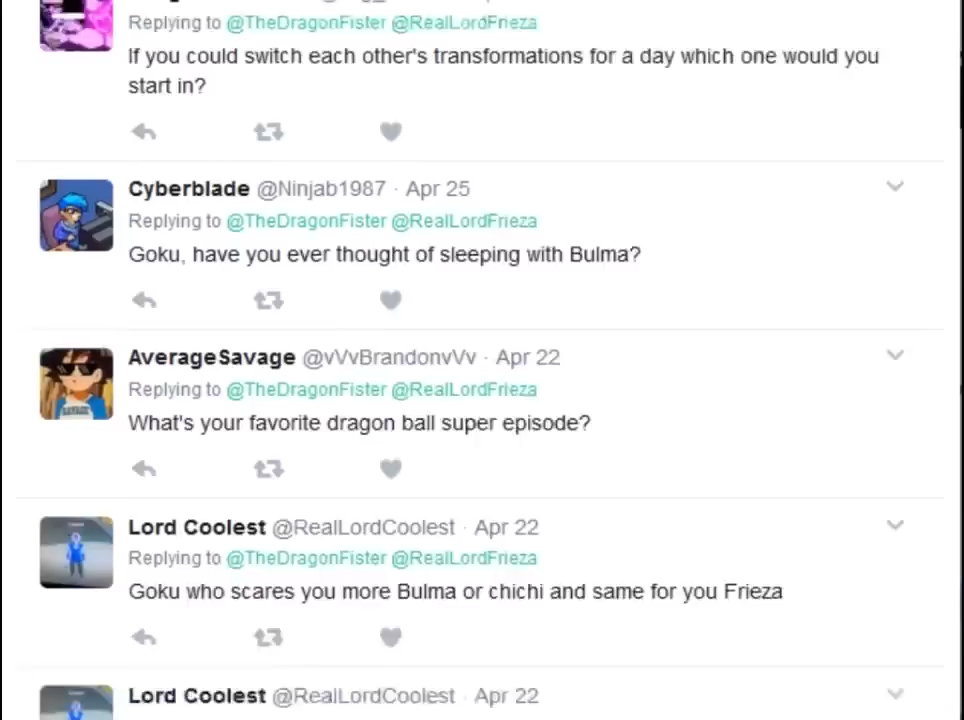 Replying to @TheDragonFister @RealLordFrieza
If you could switch each other's transformations for a day which one would you
start in?
Cyberblade @Ninjab1987 · Apr 25
Replying to @TheDragonFister @RealLordFrieza
Goku, have you ever thought of sleeping with Bulma?
AverageSavage @vVvBrandonvVv · Apr 22
Replying to @TheDragonFister @RealLordFrieza
What's your favorite dragon ball super episode?
Lord Coolest @RealLordCoolest · Apr 22
Replying to @TheDragonFister @RealLordFrieza
Goku who scares you more Bulma or chichi and same for you Frieza
Lord Coolest @RealLordCoolest · Apr 22